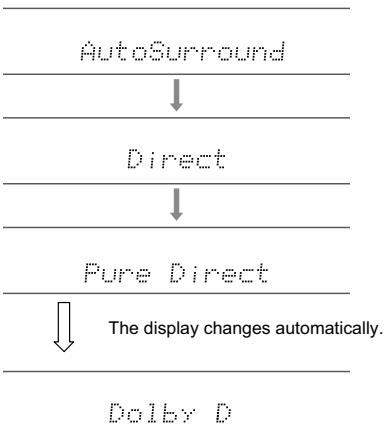 AutoSurround
Direct
Pure Direct
The display changes automatically.
Dolby D